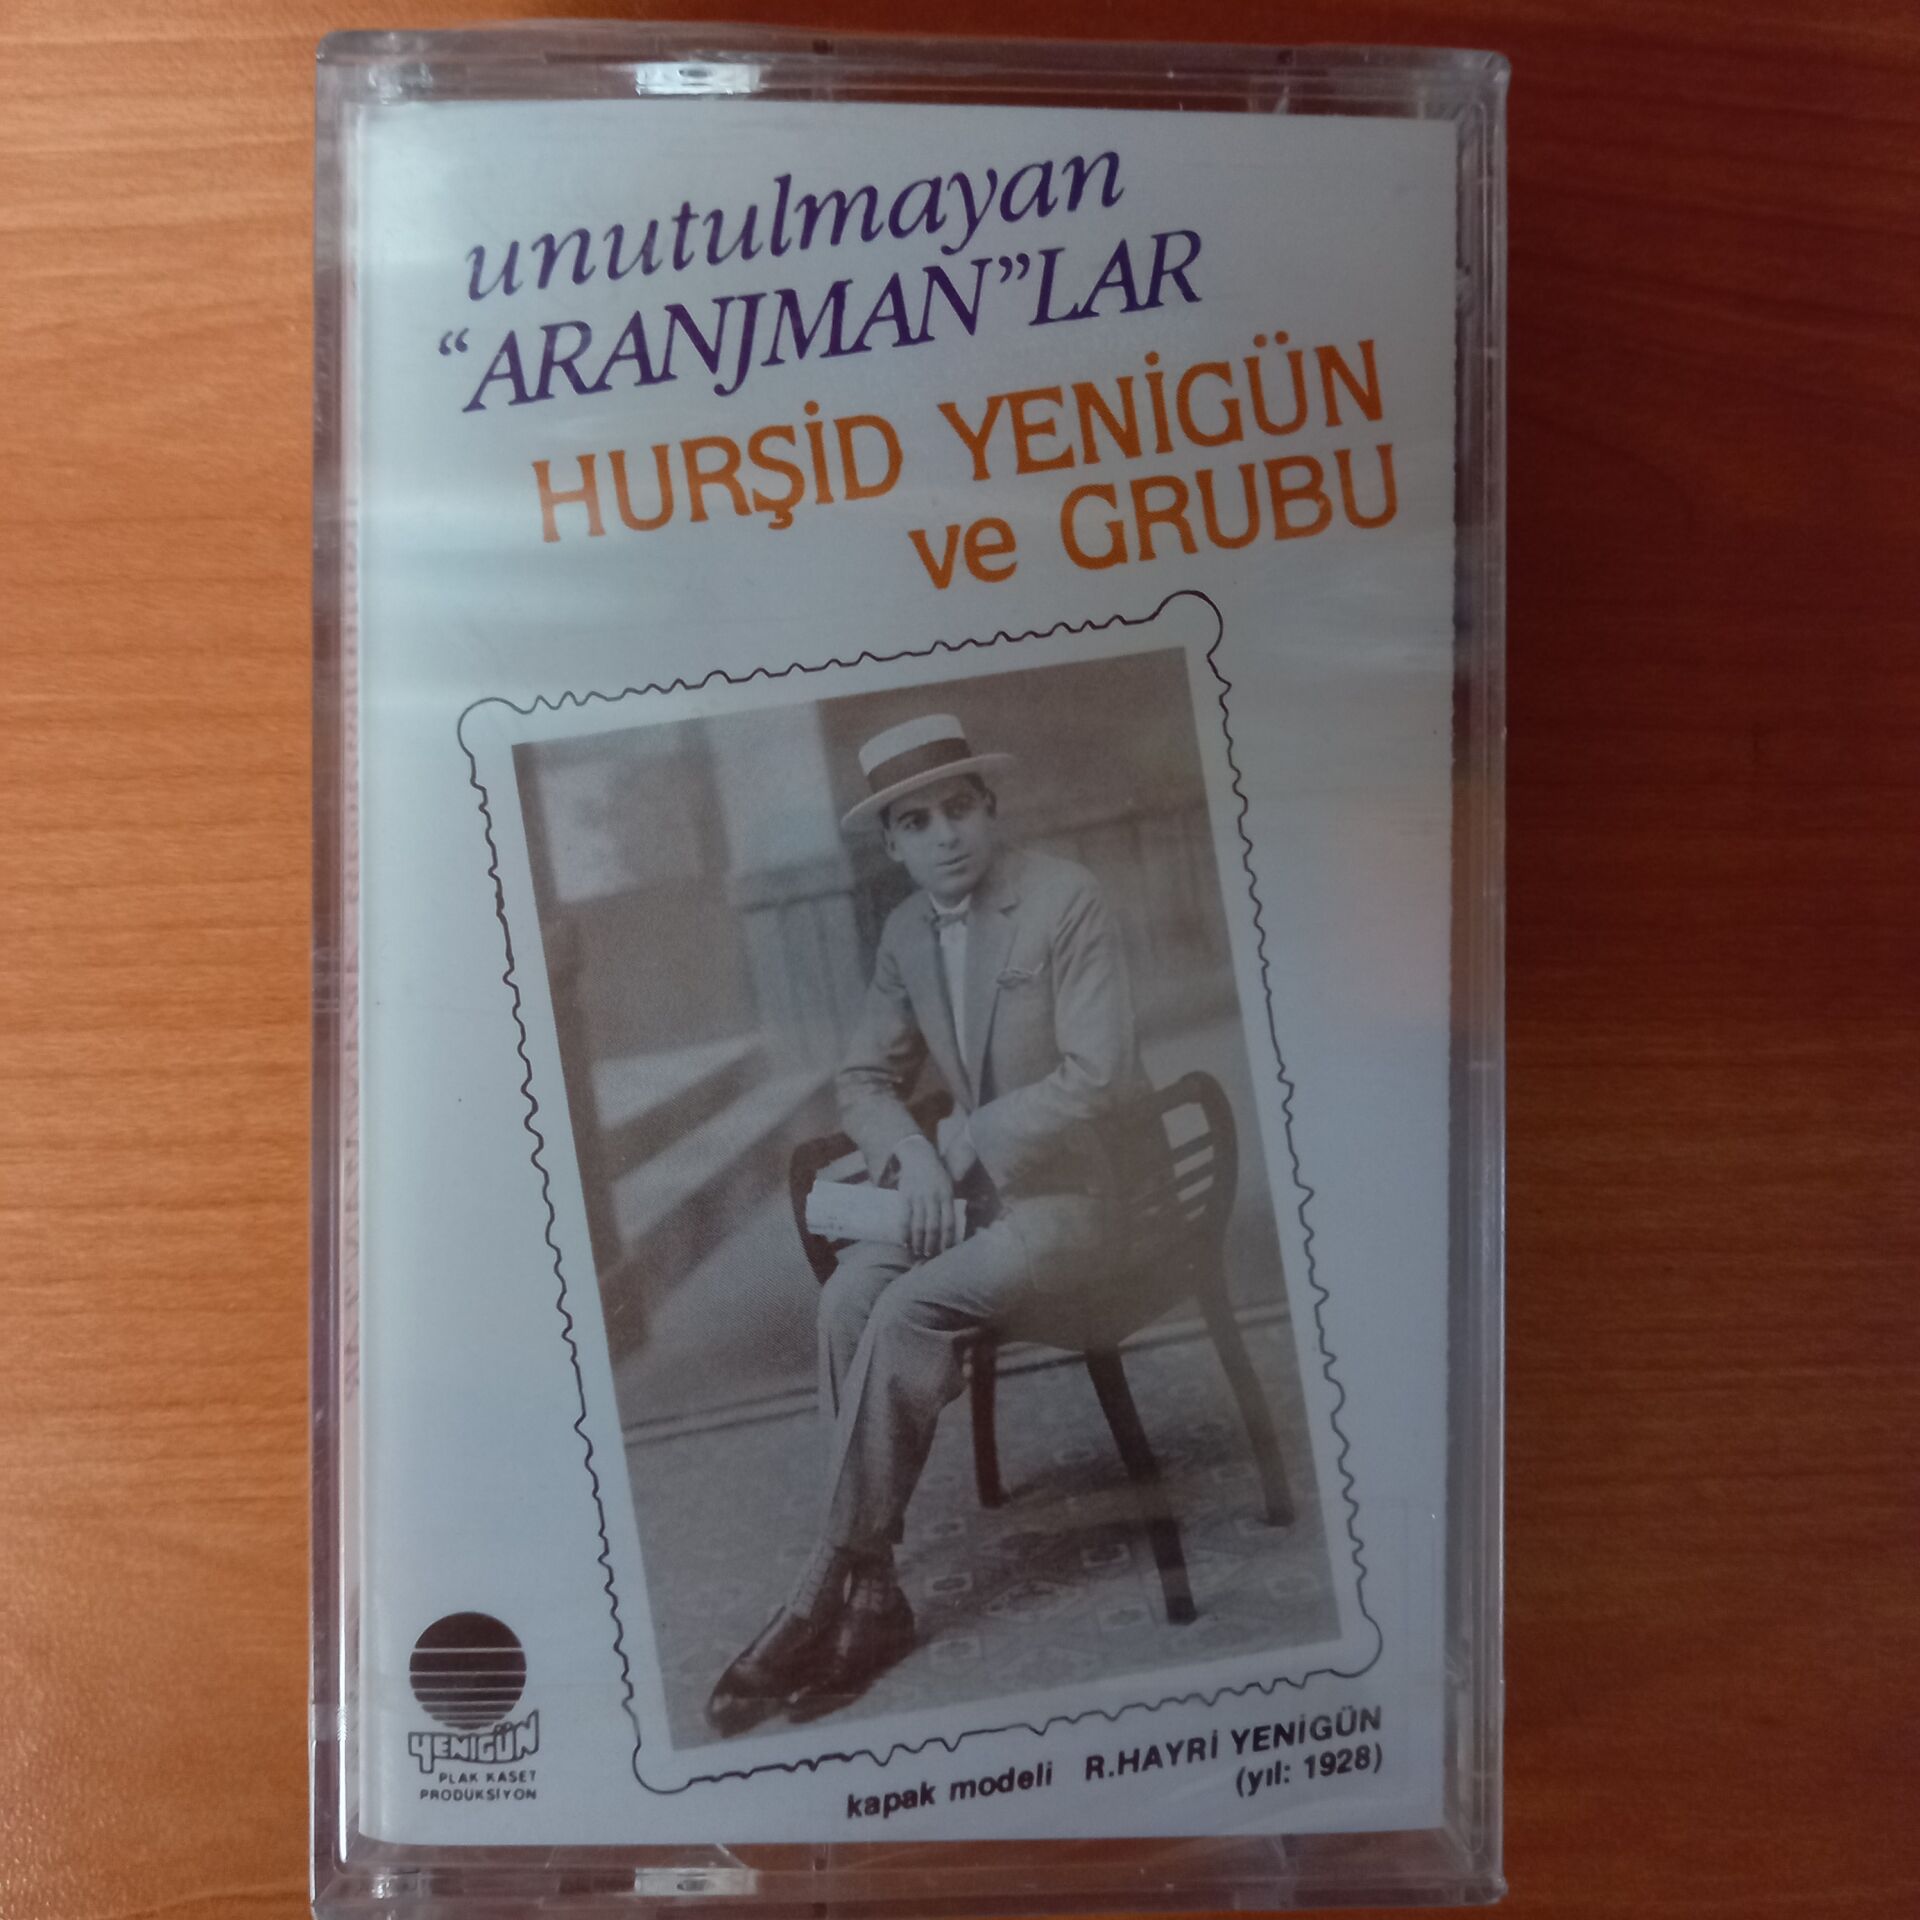 unutulmayan
“ARANJMAN”LAR
HURŞİD YENİGÜN
ve GRUBU
YENİGÜN
PLAK KASET
PRODÜKSİYON
kapak modeli R.HAYRİ YENİGÜN
(yıl: 1928)